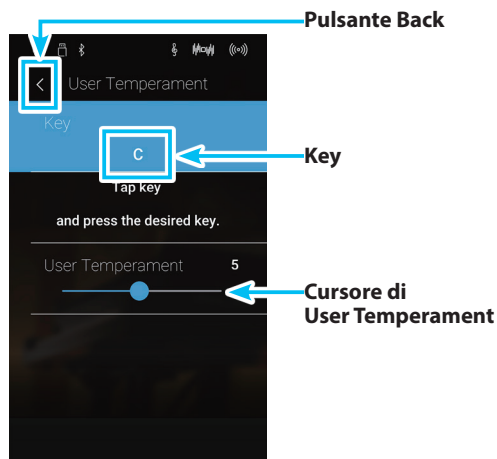 Pulsante Back
User Temperament
Key
C
Key
Tap key
and press the desired key.
User Temperament 5
Cursore di
User Temperament